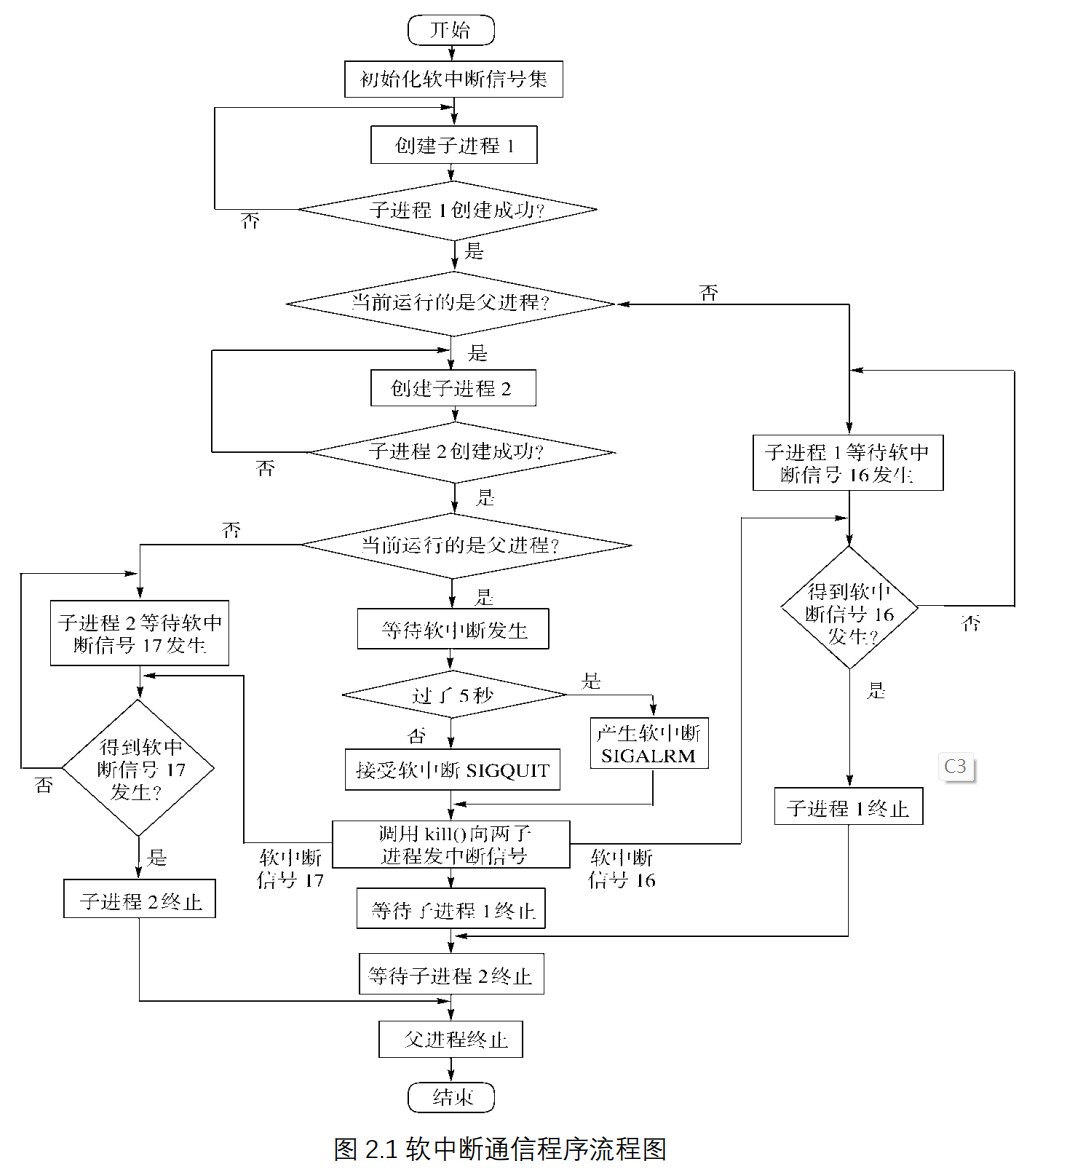 开始
初始化软中断信号集
创建子进程 1
子进程 1 创建成功?
否
是
当前运行的是父进程?
否
是
创建子进程 2
子进程 2 创建成功?
否
是
子进程 1 等待软中
断信号 16 发生
当前运行的是父进程?
否
是
得到软中
断信号 16
发生?
否
是
子进程 2 等待软中
断信号 17 发生
等待软中断发生
过了 5 秒
是
否
产生软中断
SIGALRM
接受软中断 SIGQUIT
得到软中
断信号 17
发生?
否
是
C3
子进程 1 终止
调用 kill() 向两子
进程发中断信号
软中断
信号 17
软中断
信号 16
子进程 2 终止
等待子进程 1 终止
等待子进程 2 终止
父进程终止
结束
图 2.1 软中断通信程序流程图